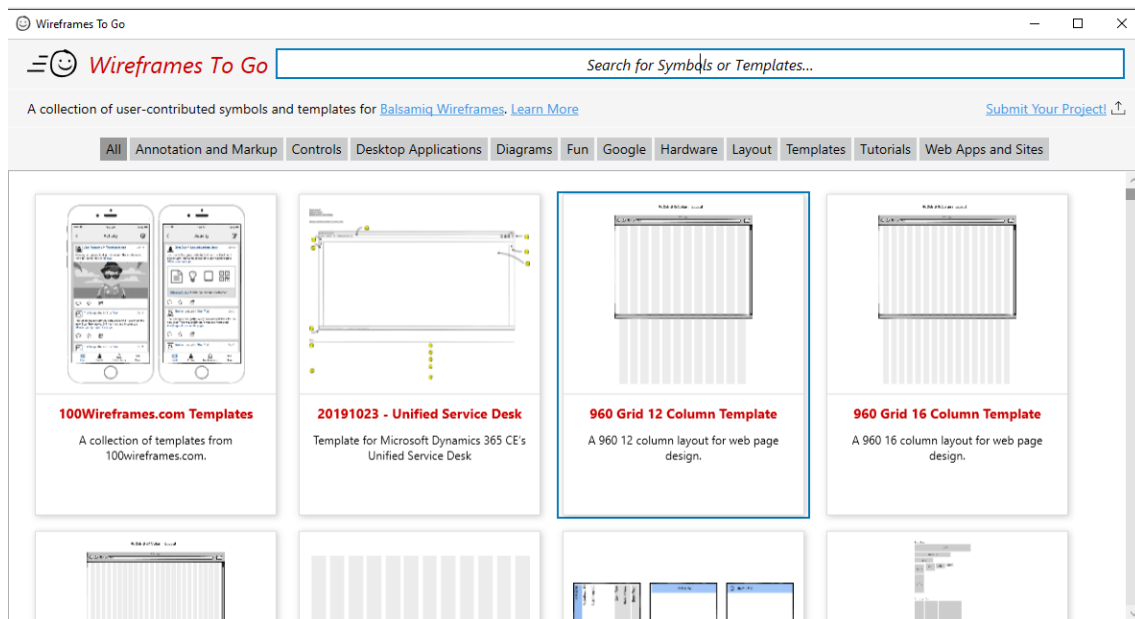 Wireframes To Go
Wireframes To Go
Search for Symbols or Templates...
A collection of user-contributed symbols and templates for Balsamiq Wireframes. Learn More
Submit Your Project!
All Annotation and Markup Controls Desktop Applications Diagrams Fun Google Hardware Layout Templates Tutorials Web Apps and Sites
100Wireframes.com Templates
A collection of templates from
100wireframes.com.
20191023 - Unified Service Desk
Template for Microsoft Dynamics 365 CE's
Unified Service Desk
960 Grid 12 Column Template
A 960 12 column layout for web page
design.
960 Grid 16 Column Template
A 960 16 column layout for web page
design.